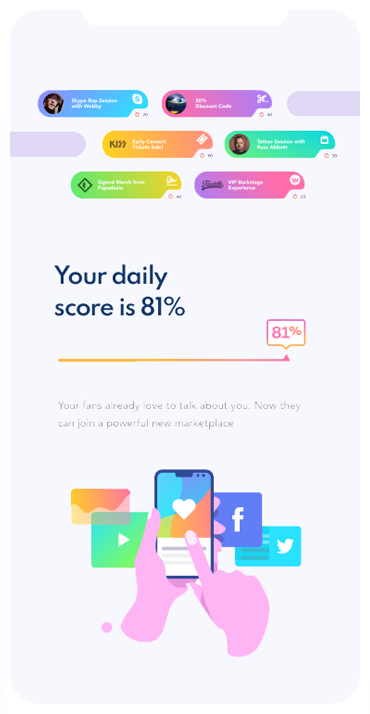 Skype Rap Session
with Webby
20
20%
Discount Code
40
KISS
Early Concert
Tickets Sale!
50
Tattoo Session with
Russ Abbott
30
Signed Merch from
Papadosio
40
VIP Backstage
Experience
25
Your daily
score is 81%
81%
Your fans already love to talk about you. Now they
can join a powerful new marketplace